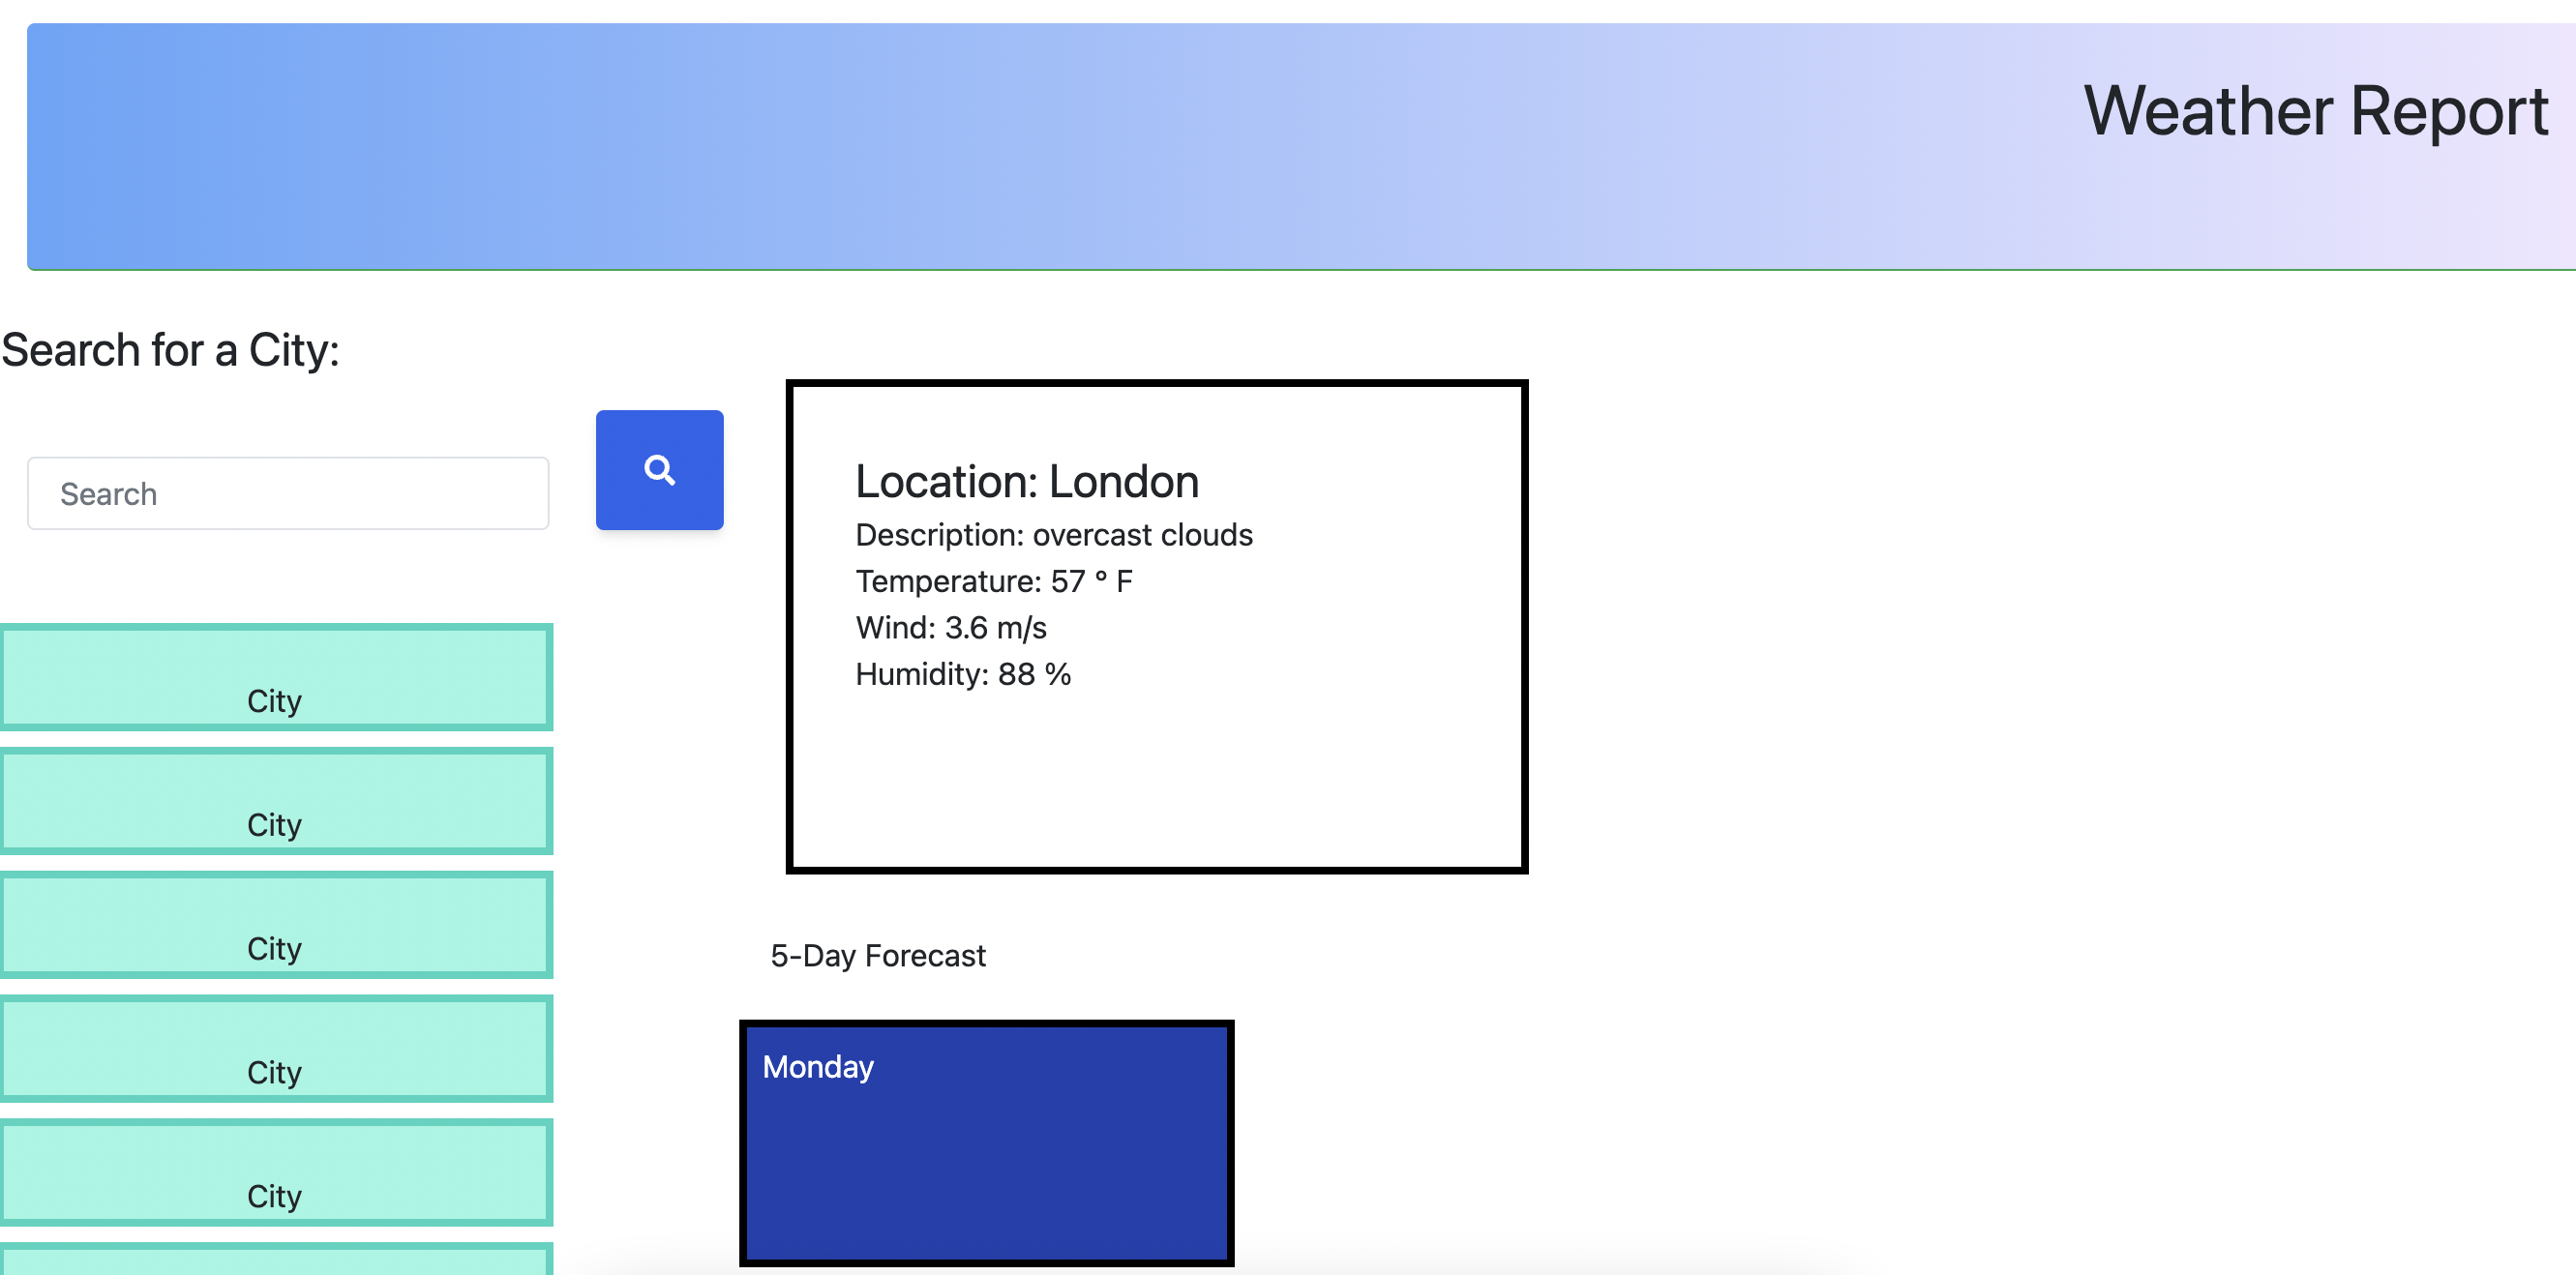 Weather Report
Search for a City:
Search
City
City
City
City
City
Location: London
Description: overcast clouds
Temperature: 57 ° F
Wind: 3.6 m/s
Humidity: 88 %
5-Day Forecast
Monday